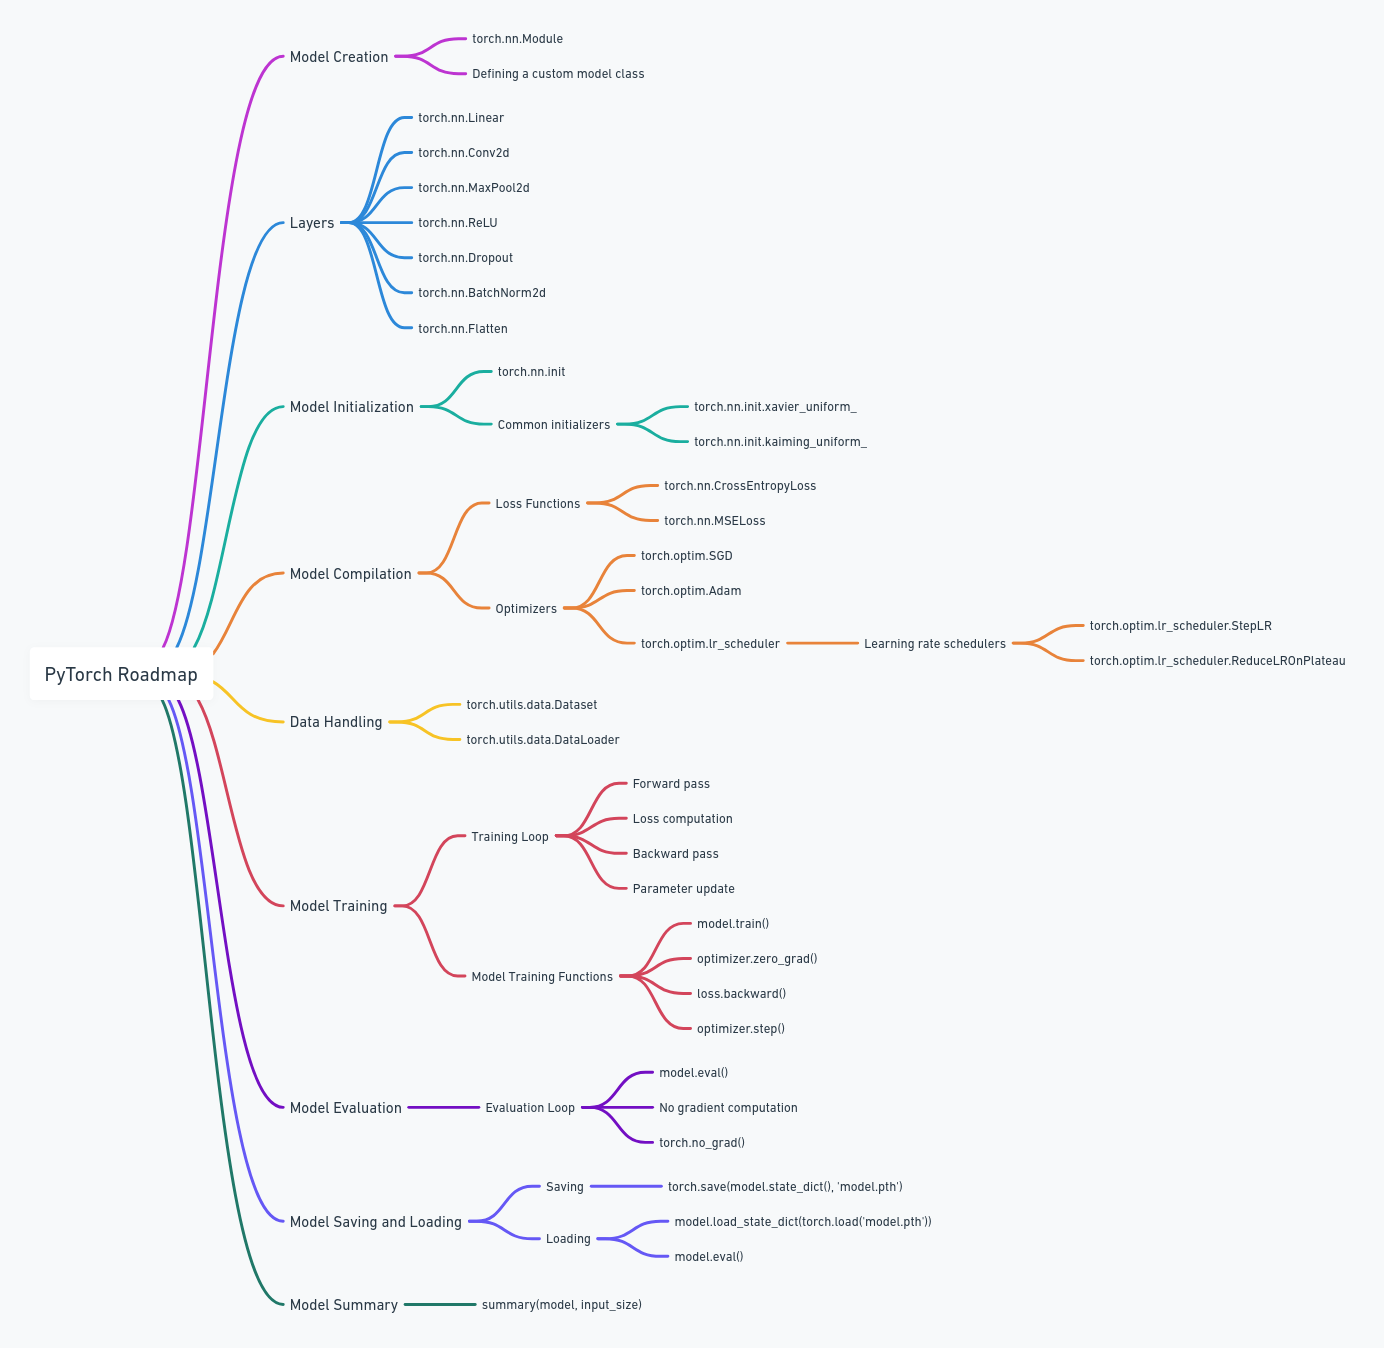 PyTorch Roadmap
Model Creation
torch.nn.Module
Defining a custom model class
Layers
torch.nn.Linear
torch.nn.Conv2d
torch.nn.MaxPool2d
torch.nn.ReLU
torch.nn.Dropout
torch.nn.BatchNorm2d
torch.nn.Flatten
Model Initialization
torch.nn.init
Common initializers
torch.nn.init.xavier_uniform_
torch.nn.init.kaiming_uniform_
Model Compilation
Loss Functions
torch.nn.CrossEntropyLoss
torch.nn.MSELoss
Optimizers
torch.optim.SGD
torch.optim.Adam
torch.optim.lr_scheduler
Learning rate schedulers
torch.optim.lr_scheduler.StepLR
torch.optim.lr_scheduler.ReduceLROnPlateau
Data Handling
torch.utils.data.Dataset
torch.utils.data.DataLoader
Model Training
Training Loop
Forward pass
Loss computation
Backward pass
Parameter update
Model Training Functions
model.train()
optimizer.zero_grad()
loss.backward()
optimizer.step()
Model Evaluation
Evaluation Loop
model.eval()
No gradient computation
torch.no_grad()
Model Saving and Loading
Saving
torch.save(model.state_dict(), 'model.pth')
Loading
model.load_state_dict(torch.load('model.pth'))
model.eval()
Model Summary
summary(model, input_size)